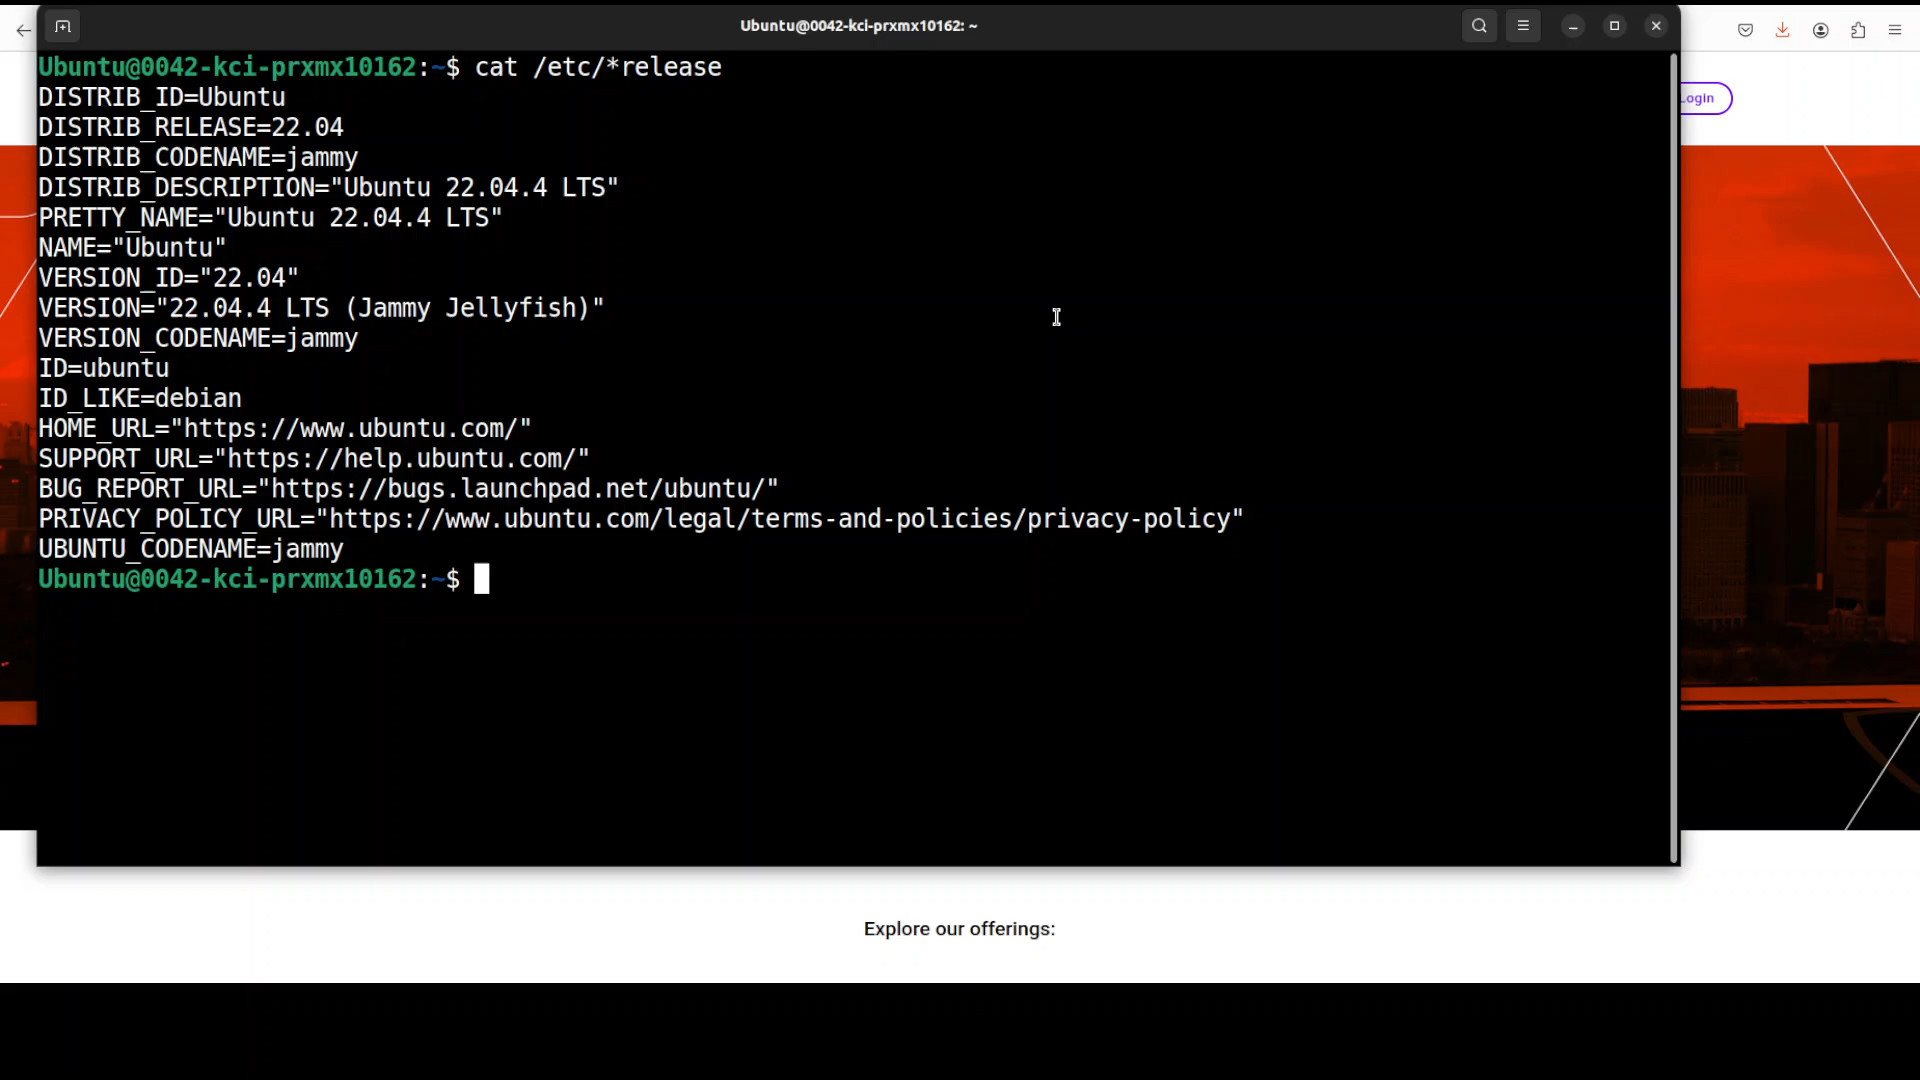 Ubuntu@0042-kci-prxmx10162: ~
Ubuntu@0042-kci-prxmx10162:~$ cat /etc/*release
DISTRIB_ID=Ubuntu
DISTRIB_RELEASE=22.04
DISTRIB_CODENAME=jammy
DISTRIB_DESCRIPTION="Ubuntu 22.04.4 LTS"
PRETTY_NAME="Ubuntu 22.04.4 LTS"
NAME="Ubuntu"
VERSION_ID="22.04"
VERSION="22.04.4 LTS (Jammy Jellyfish)"
VERSION_CODENAME=jammy
ID=ubuntu
ID_LIKE=debian
HOME_URL="https://www.ubuntu.com/"
SUPPORT_URL="https://help.ubuntu.com/"
BUG_REPORT_URL="https://bugs.launchpad.net/ubuntu/"
PRIVACY_POLICY_URL="https://www.ubuntu.com/legal/terms-and-policies/privacy-policy"
UBUNTU_CODENAME=jammy
Ubuntu@0042-kci-prxmx10162:~$
Login
Explore our offerings: